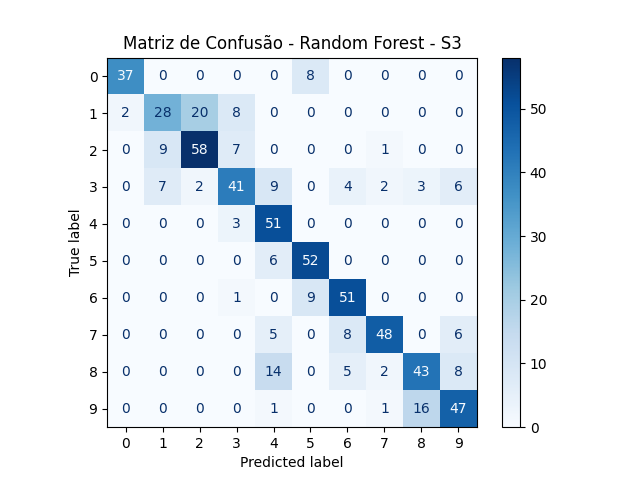 Matriz de Confusão - Random Forest - S3
0 37 0 0 0 0 8 0 0 0 0
1 2 28 20 8 0 0 0 0 0 0
2 0 9 58 7 0 0 0 1 0 0
3 0 7 2 41 9 0 4 2 3 6
4 0 0 0 3 51 0 0 0 0 0
5 0 0 0 0 6 52 0 0 0 0
6 0 0 0 1 0 9 51 0 0 0
7 0 0 0 0 5 0 8 48 0 6
8 0 0 0 0 14 0 5 2 43 8
9 0 0 0 0 1 0 0 1 16 47
0 1 2 3 4 5 6 7 8 9
Predicted label
True label
50
40
30
20
10
0